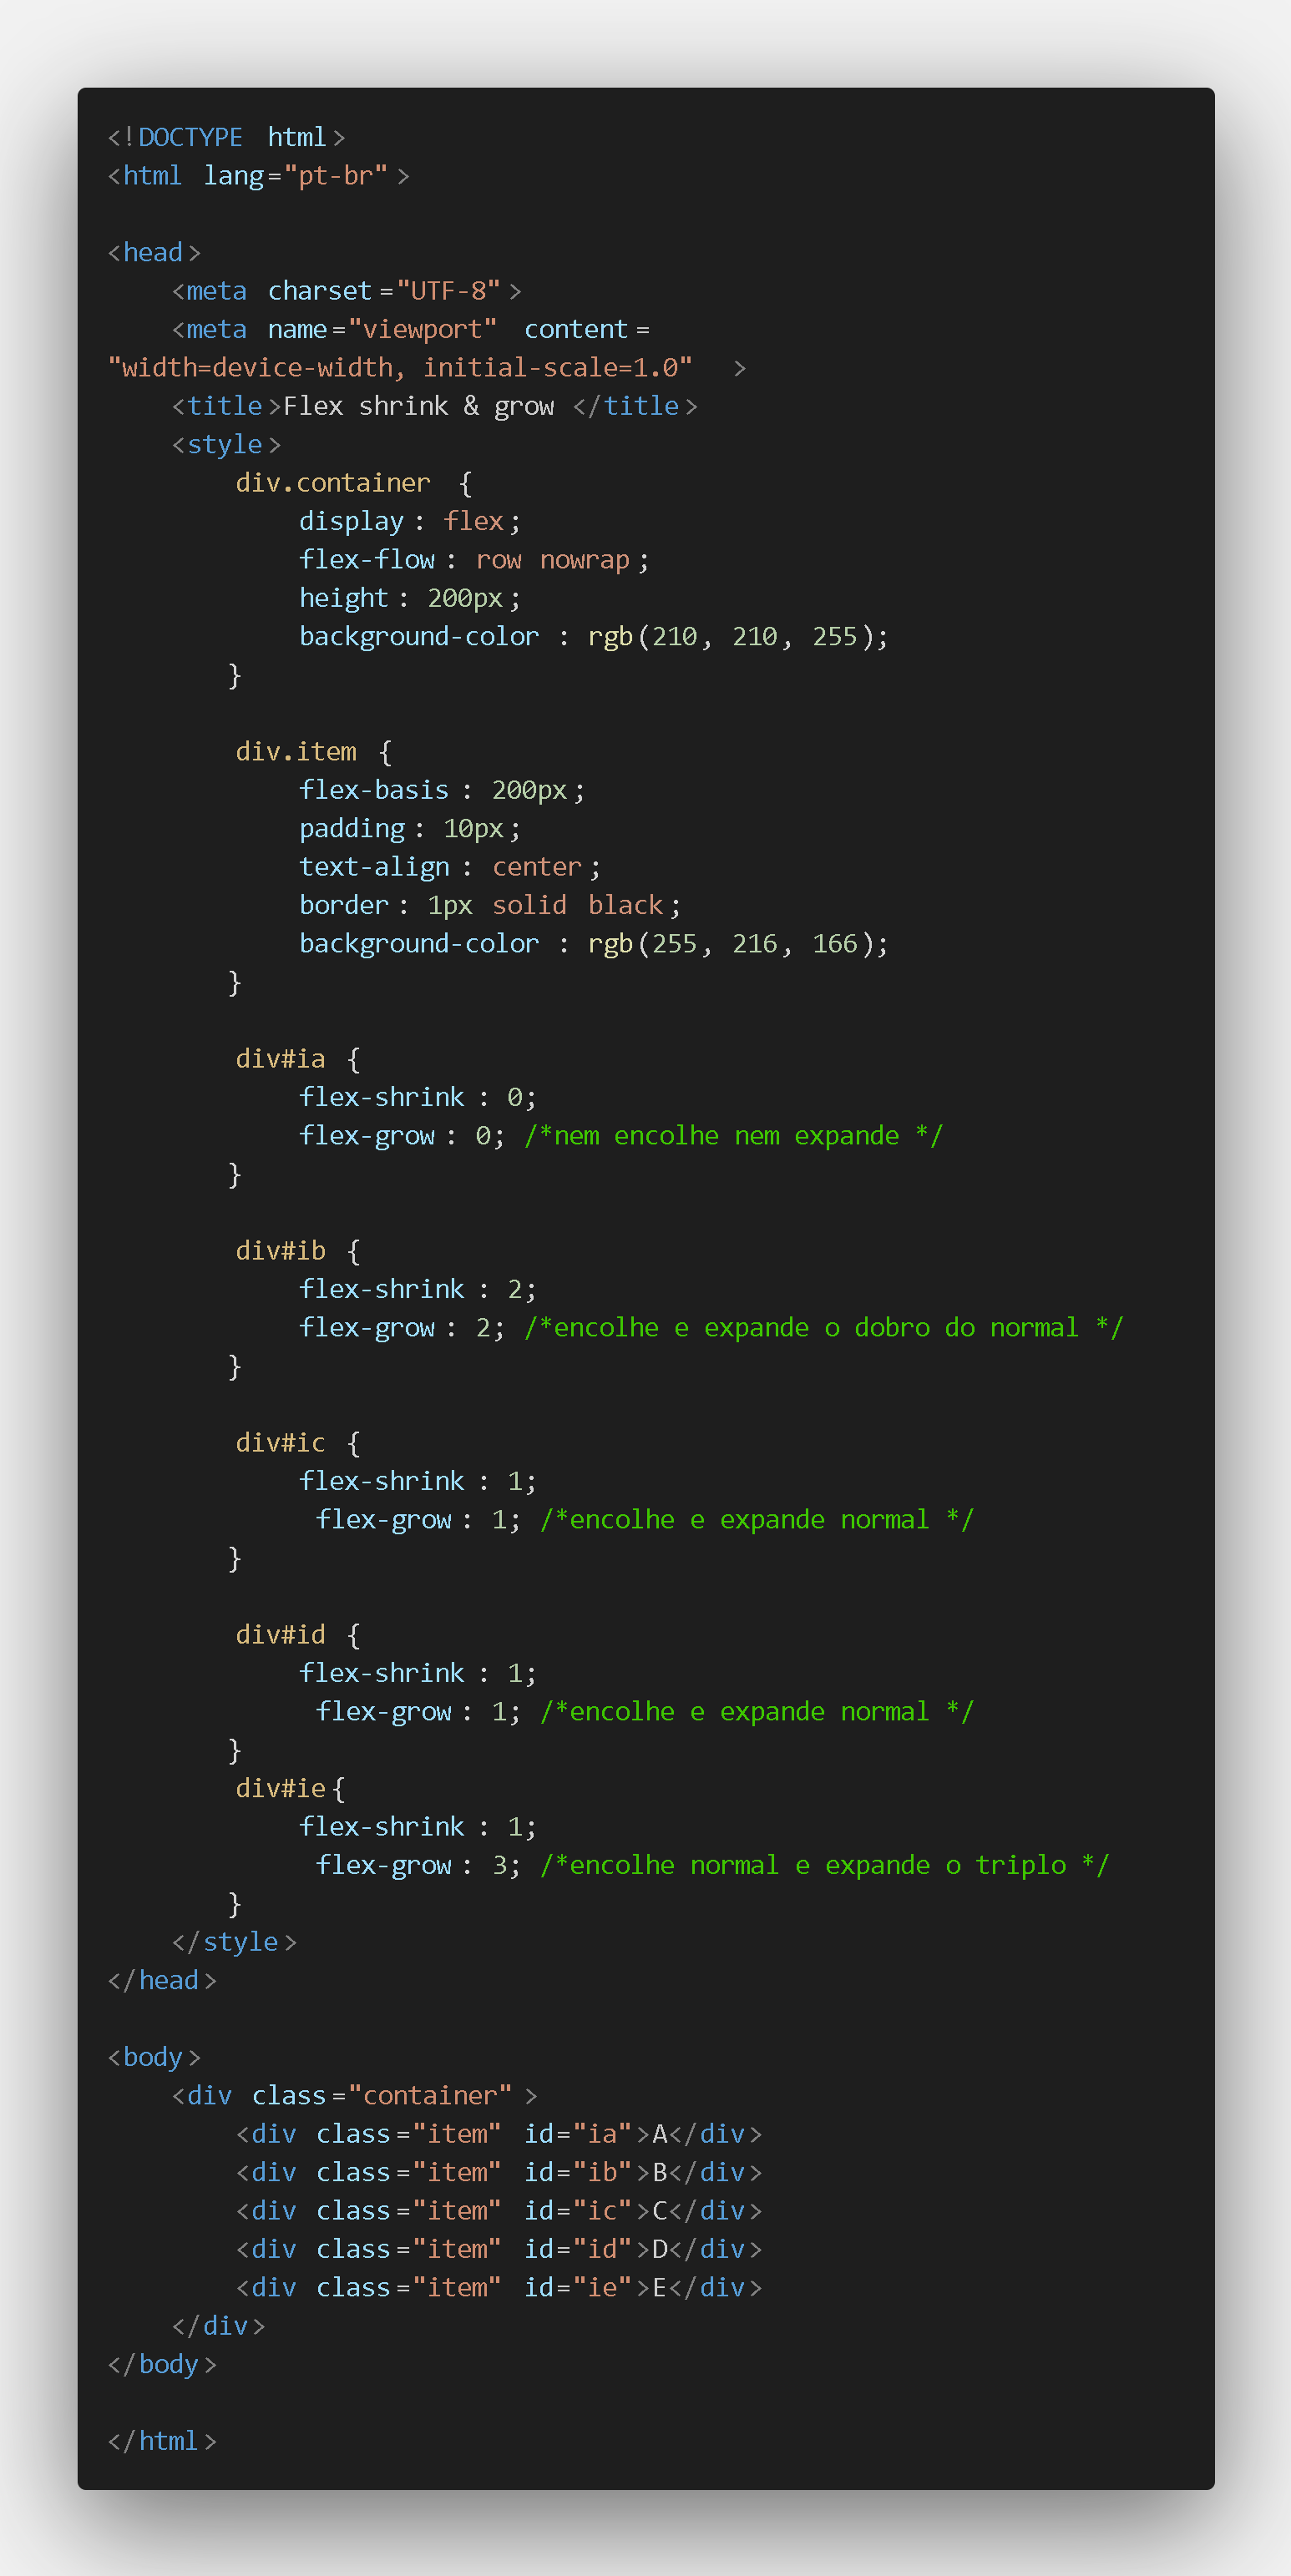 <!DOCTYPE html>
<html lang="pt-br">
<head>
<meta charset="UTF-8">
<meta name="viewport" content=
"width=device-width, initial-scale=1.0">
<title>Flex shrink & grow </title>
<style>
div.container {
display: flex;
flex-flow: row nowrap;
height: 200px;
background-color: rgb(210, 210, 255);
}
div.item {
flex-basis: 200px;
padding: 10px;
text-align: center;
border: 1px solid black;
background-color: rgb(255, 216, 166);
}
div#ia {
flex-shrink: 0;
flex-grow: 0; /*nem encolhe nem expande */
}
div#ib {
flex-shrink: 2;
flex-grow: 2; /*encolhe e expande o dobro do normal */
}
div#ic {
flex-shrink: 1;
flex-grow: 1; /*encolhe e expande normal */
}
div#id {
flex-shrink: 1;
flex-grow: 1; /*encolhe e expande normal */
}
div#ie{
flex-shrink: 1;
flex-grow: 3; /*encolhe normal e expande o triplo */
}
</style>
</head>
<body>
<div class="container">
<div class="item" id="ia">A</div>
<div class="item" id="ib">B</div>
<div class="item" id="ic">C</div>
<div class="item" id="id">D</div>
<div class="item" id="ie">E</div>
</div>
</body>
</html>